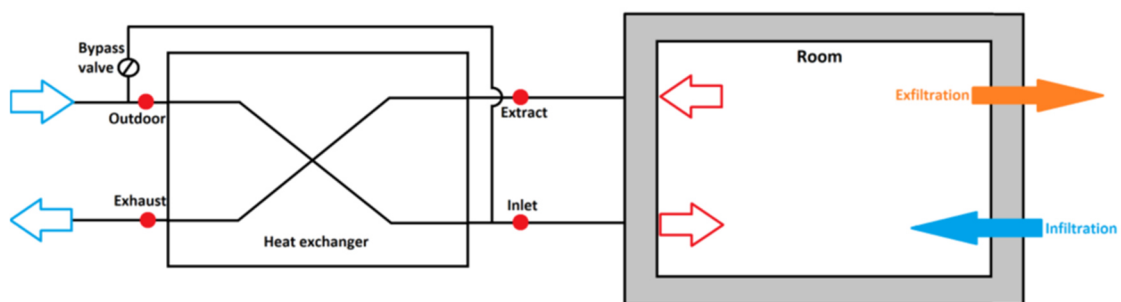 Bypass
valve
Outdoor
Exhaust
Heat exchanger
Extract
Inlet
Room
Exfiltration
Infiltration